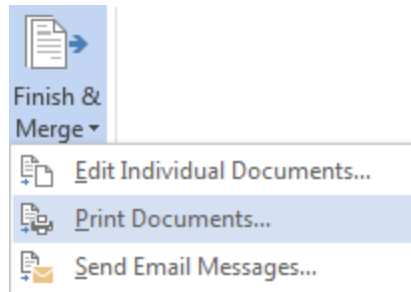 Finish &
Merge
Edit Individual Documents...
Print Documents...
Send Email Messages...